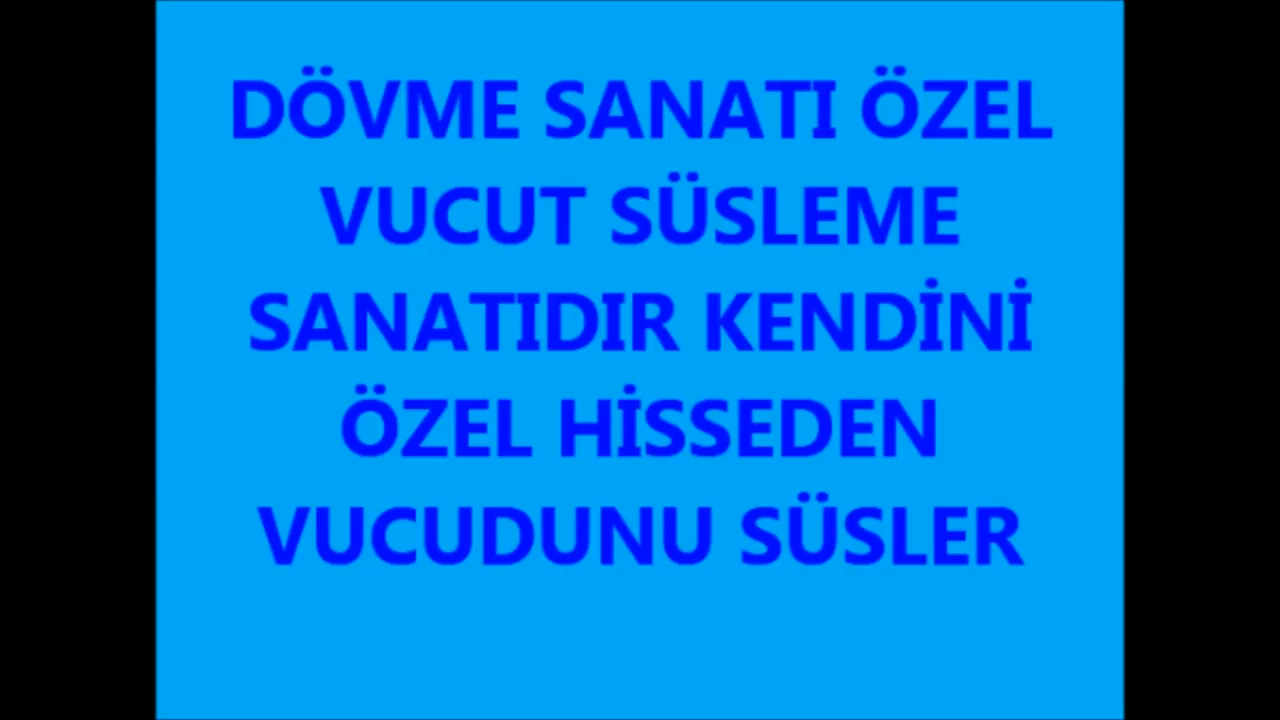 DÖVME SANATI ÖZEL
VUCUT SÜSLEME
SANATIDIR KENDİNİ
ÖZEL HİSSEDEN
VUCUDUNU SÜSLER